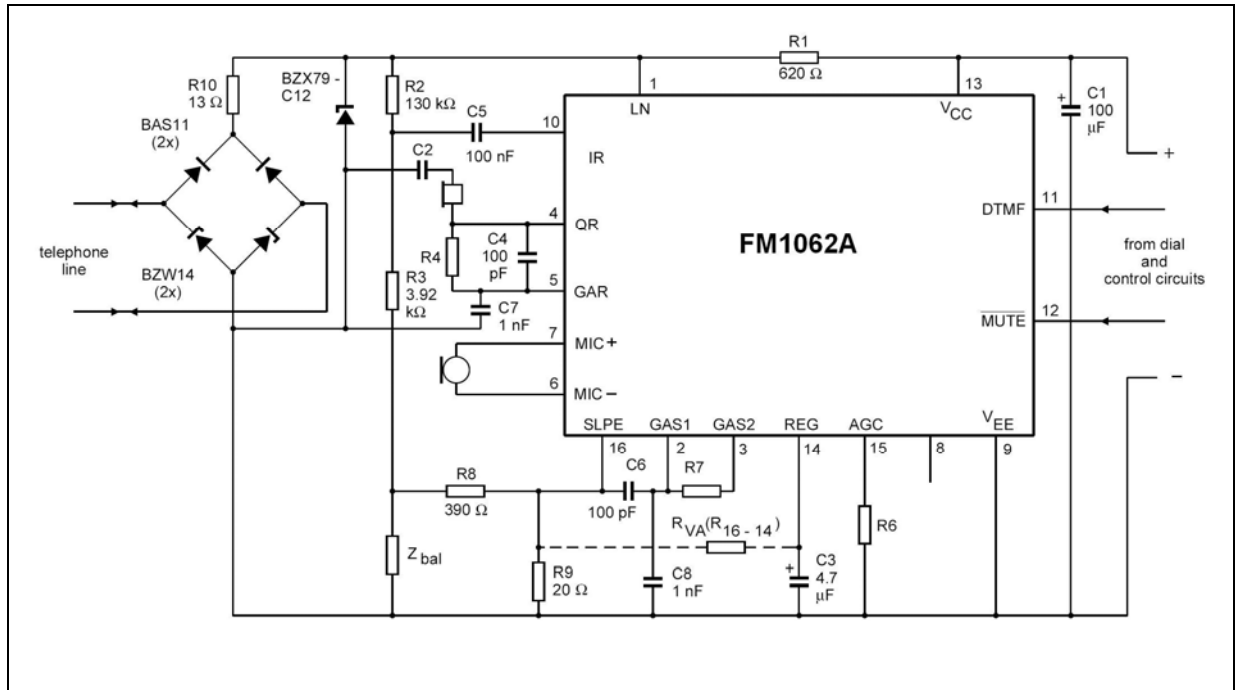 R1
620 Ω
R10
13 Ω
BZX79 -
C12
R2
130 kΩ
1
LN
13
VCC
C1
100
μF
+
BAS11
(2x)
C5
100 nF
10
IR
C2
+
11
DTMF
4
QR
FM1062A
telephone
line
R4
C4
100
pF
from dial
and
control circuits
BZW14
(2x)
R3
3.92
kΩ
5
GAR
C7
1 nF
12
MUTE
7
MIC+
6
MIC−
−
SLPE
GAS1
GAS2
REG
AGC
VEE
16
2
3
14
15
8
9
R8
390 Ω
C6
100 pF
R7
RVA(R16 - 14)
R6
Zbal
R9
20 Ω
C8
1 nF
+
C3
4.7
μF